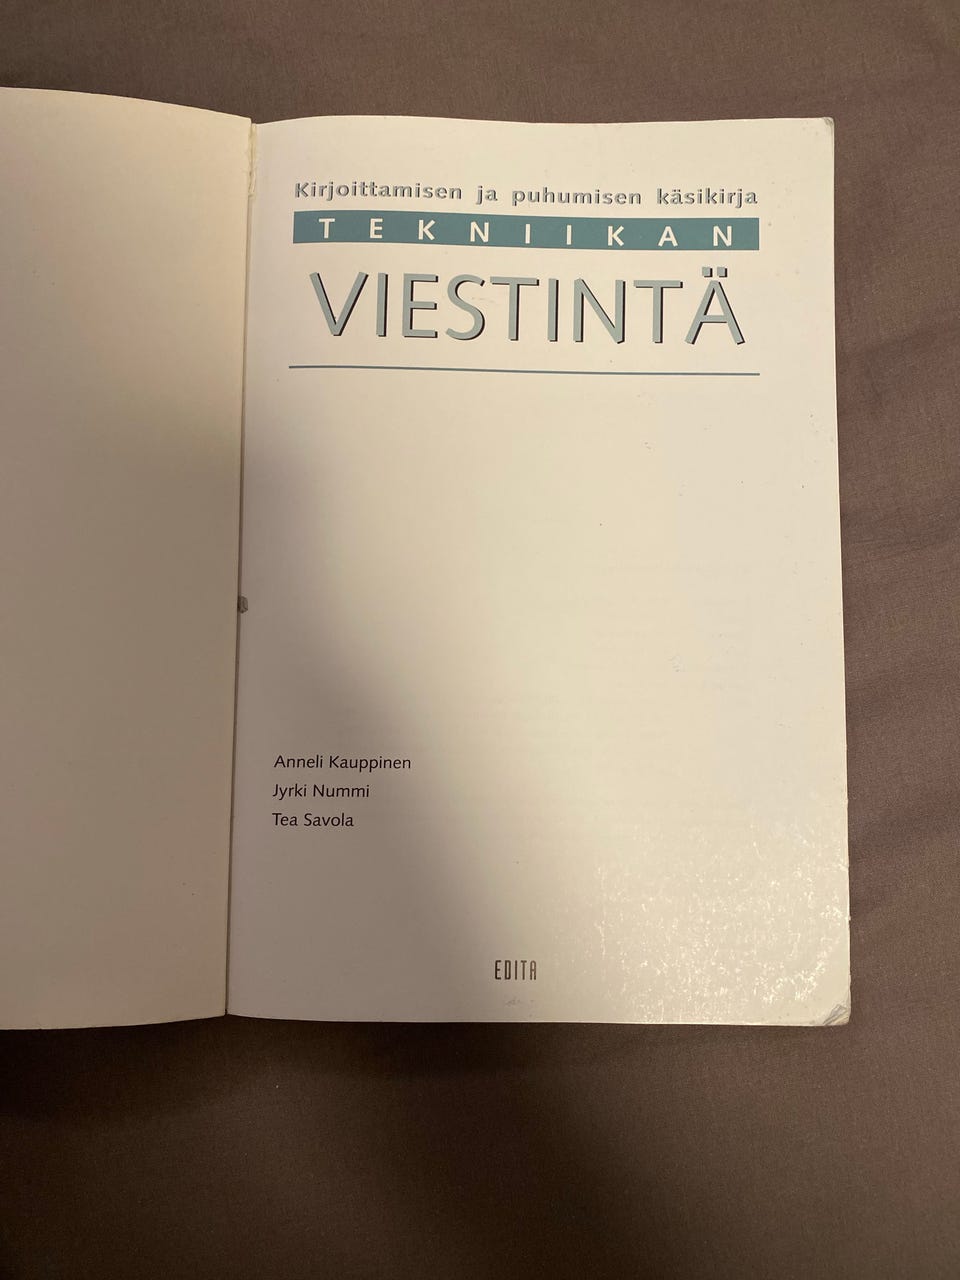 Kirjoittamisen ja puhumisen käsikirja
TEKNIIKAN
VIESTINTÄ
Anneli Kauppinen
Jyrki Nummi
Tea Savola
EDITA